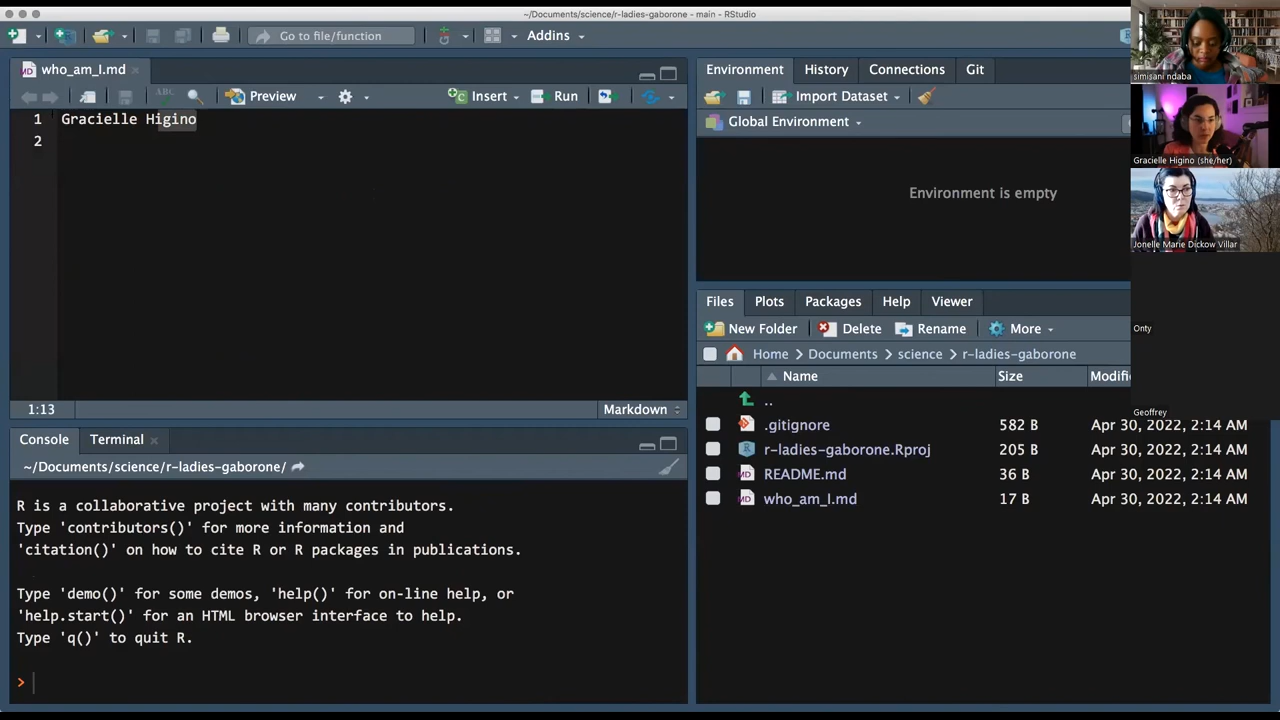 ~/Documents/science/r-ladies-gaborone - main - RStudio
Go to file/function
Addins
who_am_I.md
Preview
Insert
Run
1 Gracielle Higino
2
1:13
Markdown
Console
Terminal
~/Documents/science/r-ladies-gaborone/
R is a collaborative project with many contributors.
Type 'contributors()' for more information and
'citation()' on how to cite R or R packages in publications.
Type 'demo()' for some demos, 'help()' for on-line help, or
'help.start()' for an HTML browser interface to help.
Type 'q()' to quit R.
>
Environment
History
Connections
Git
Import Dataset
Global Environment
Environment is empty
Files
Plots
Packages
Help
Viewer
New Folder
Delete
Rename
More
Home > Documents > science > r-ladies-gaborone
Name
Size
Modifi
..
.gitignore 582 B Apr 30, 2022, 2:14 AM
r-ladies-gaborone.Rproj 205 B Apr 30, 2022, 2:14 AM
README.md 36 B Apr 30, 2022, 2:14 AM
who_am_I.md 17 B Apr 30, 2022, 2:14 AM
simisani ndaba
Gracielle Higino (she/her)
Jonelle Marie Dickow Villar
Onty
Geoffrey